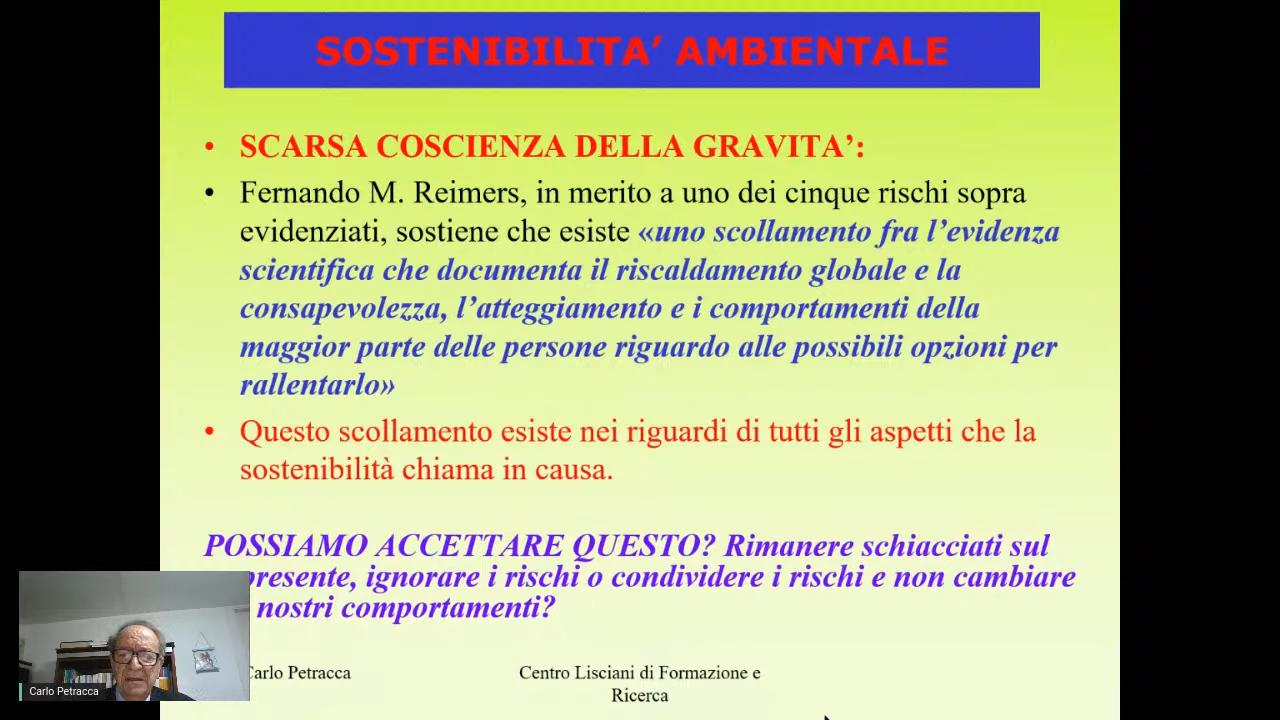 SOSTENIBILITA’ AMBIENTALE
• SCARSA COSCIENZA DELLA GRAVITA’:
• Fernando M. Reimers, in merito a uno dei cinque rischi sopra
evidenziati, sostiene che esiste «uno scollamento fra l’evidenza
scientifica che documenta il riscaldamento globale e la
consapevolezza, l’atteggiamento e i comportamenti della
maggior parte delle persone riguardo alle possibili opzioni per
rallentarlo»
• Questo scollamento esiste nei riguardi di tutti gli aspetti che la
sostenibilità chiama in causa.
POSSIAMO ACCETTARE QUESTO? Rimanere schiacciati sul
presente, ignorare i rischi o condividere i rischi e non cambiare
nostri comportamenti?
Carlo Petracca
Centro Lisciani di Formazione e
Ricerca
Carlo Petracca